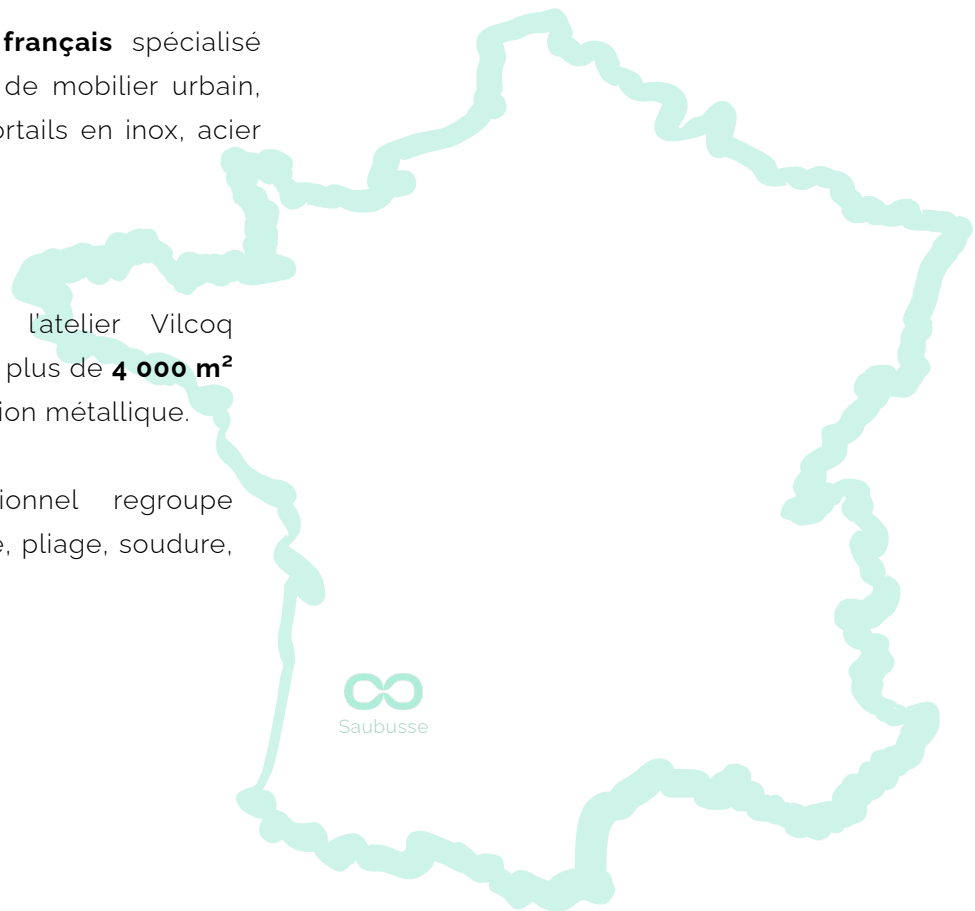 français spécialisé
de mobilier urbain,
ortails en inox, acier
l'atelier Vilcoq
plus de 4 000 m²
ion métallique.
ionnel regroupe
e, pliage, soudure,
Saubusse